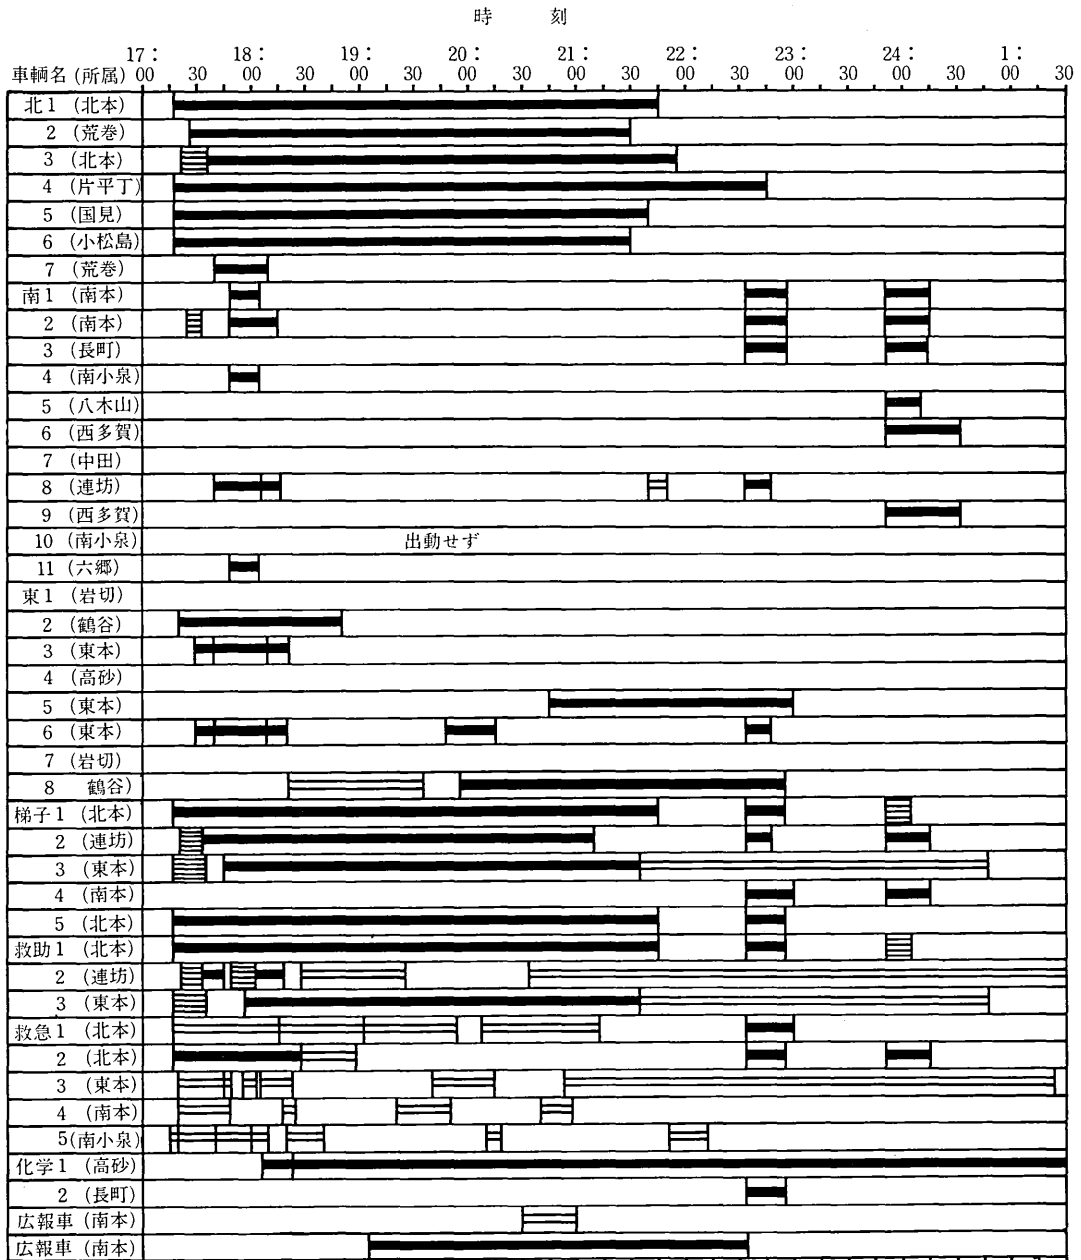 時 刻
17: 18: 19: 20: 21: 22: 23: 24: 1:
車輌名(所属) 00 30 00 30 00 30 00 30 00 30 00 30 00 30 00 30 00 30
北1 (北本)
2 (荒巻)
3 (北本)
4 (片平丁)
5 (国見)
6 (小松島)
7 (荒巻)
南1 (南本)
2 (南本)
3 (長町)
4 (南小泉)
5 (八木山)
6 (西多賀)
7 (中田)
8 (連坊)
9 (西多賀)
10 (南小泉) 出動せず
11 (六郷)
東1 (岩切)
2 (鶴谷)
3 (東本)
4 (高砂)
5 (東本)
6 (東本)
7 (岩切)
8 鶴谷)
梯子1 (北本)
2 (連坊)
3 (東本)
4 (南本)
5 (北本)
救助1 (北本)
2 (連坊)
3 (東本)
救急1 (北本)
2 (北本)
3 (東本)
4 (南本)
5(南小泉)
化学1 (高砂)
2 (長町)
広報車 (南本)
広報車 (南本)